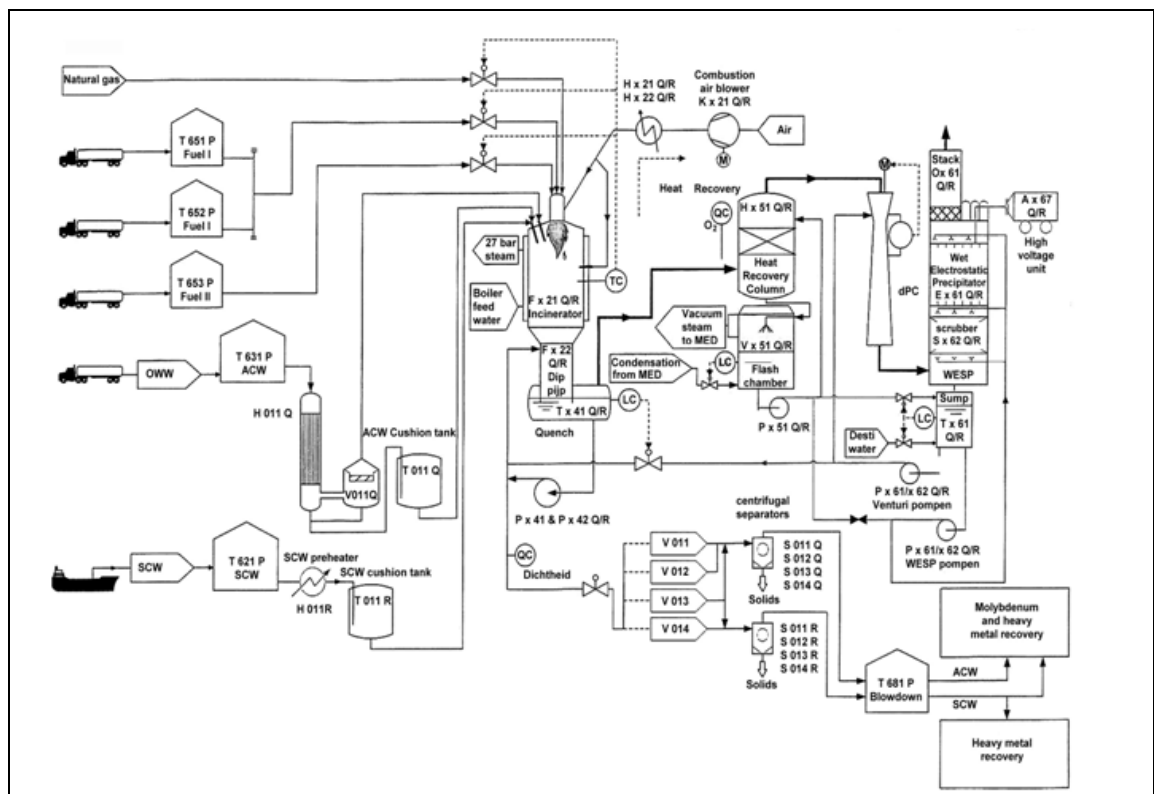 Natural gas
T 651 P
Fuel I
T 652 P
Fuel I
T 653 P
Fuel II
OWW
T 631 P
ACW
H 011 Q
V011Q
ACW Cushion tank
T 011 Q
SCW
T 621 P
SCW
SCW preheater
H 011R
SCW cushion tank
T 011 R
27 bar
steam
Boiler
feed
water
F x 21 Q/R
Incinerator
F x 22
Q/R
Dip
pijp
T x 41 Q/R
Quench
LC
TC
P x 41 & P x 42 Q/R
QC
Dichtheid
H x 21 Q/R
H x 22 Q/R
Combustion
air blower
K x 21 Q/R
M
Air
Heat Recovery
QC
O2
H x 51 Q/R
Heat
Recovery
Column
Vacuum
steam
to MED
V x 51 Q/R
Condensation
from MED
LC
Flash
chamber
P x 51 Q/R
M
dPC
Stack
Ox 61
Q/R
A x 67
Q/R
High
voltage
unit
Wet
Electrostatic
Precipitator
E x 61 Q/R
scrubber
S x 62 Q/R
WESP
Sump
LC
T x 61
Q/R
Desti
water
P x 61/x 62 Q/R
Venturi pompen
P x 61/x 62 Q/R
WESP pompen
V 011
V 012
V 013
V 014
centrifugal
separators
S 011 Q
S 012 Q
S 013 Q
S 014 Q
Solids
S 011 R
S 012 R
S 013 R
S 014 R
Solids
T 681 P
Blowdown
ACW
SCW
Molybdenum
and heavy
metal recovery
Heavy metal
recovery